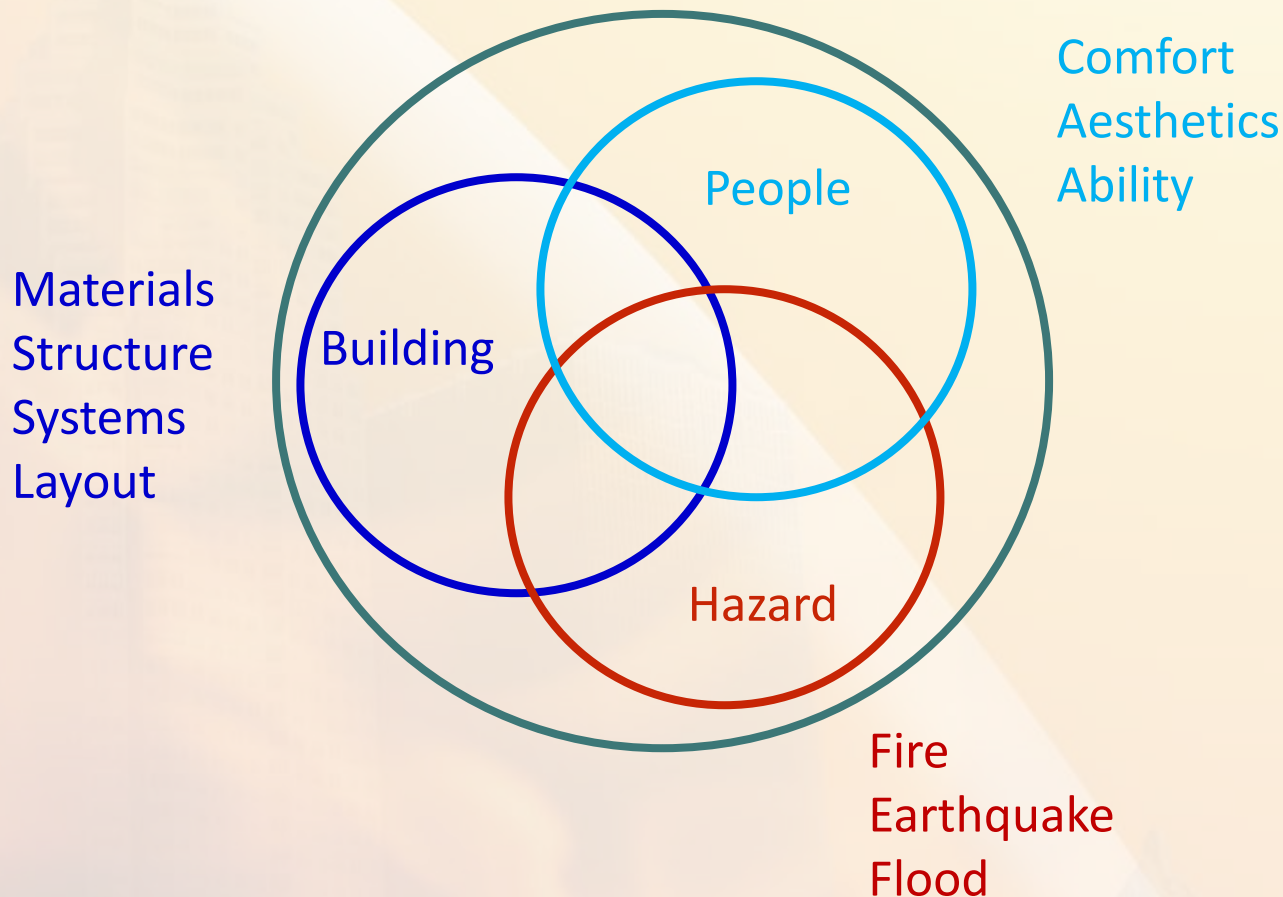 Comfort
Aesthetics
Ability
People
Materials
Structure
Systems
Layout
Building
Hazard
Fire
Earthquake
Flood